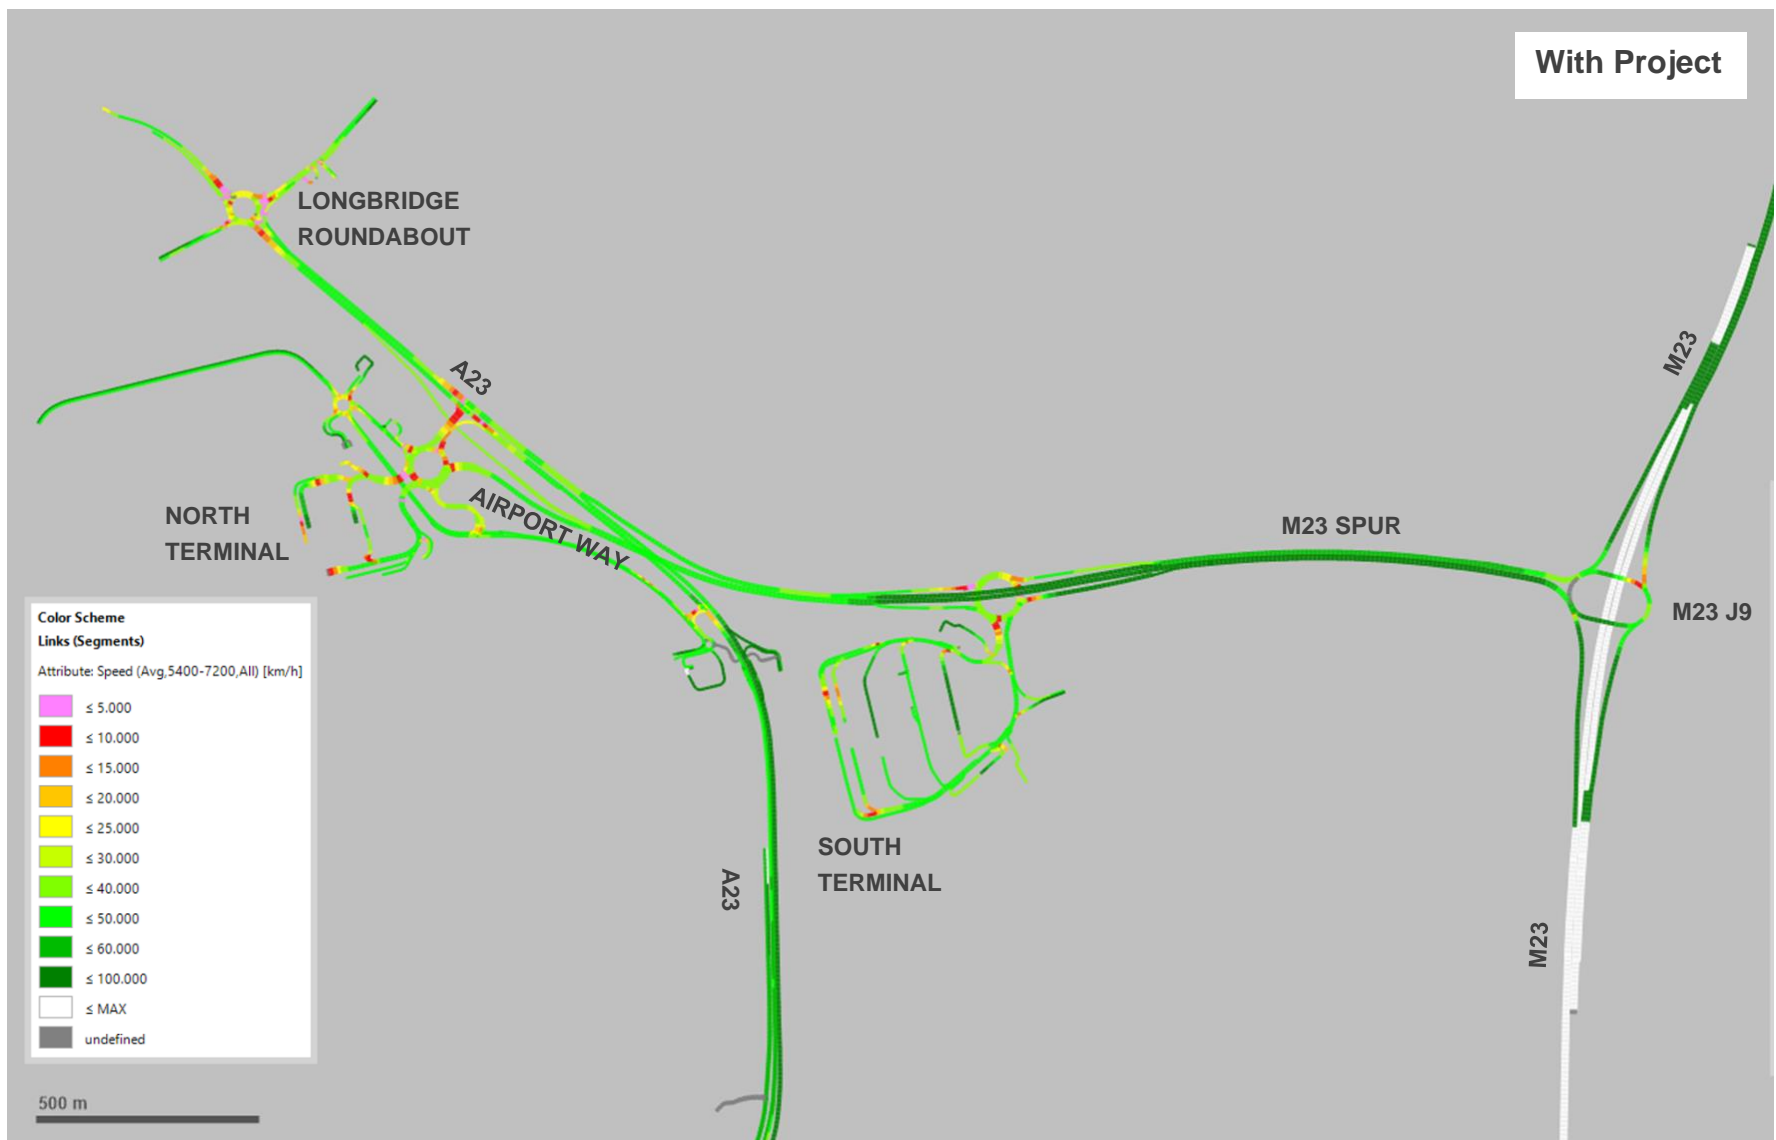 With Project
LONGBRIDGE
ROUNDABOUT
A23
M23
NORTH
TERMINAL
AIRPORT WAY
M23 SPUR
M23 J9
Color Scheme
Links (Segments)
Attribute: Speed (Avg,5400-7200,All) [km/h]
≤ 5.000
≤ 10.000
≤ 15.000
≤ 20.000
≤ 25.000
≤ 30.000
≤ 40.000
≤ 50.000
≤ 60.000
≤ 100.000
≤ MAX
undefined
SOUTH
TERMINAL
A23
M23
500 m